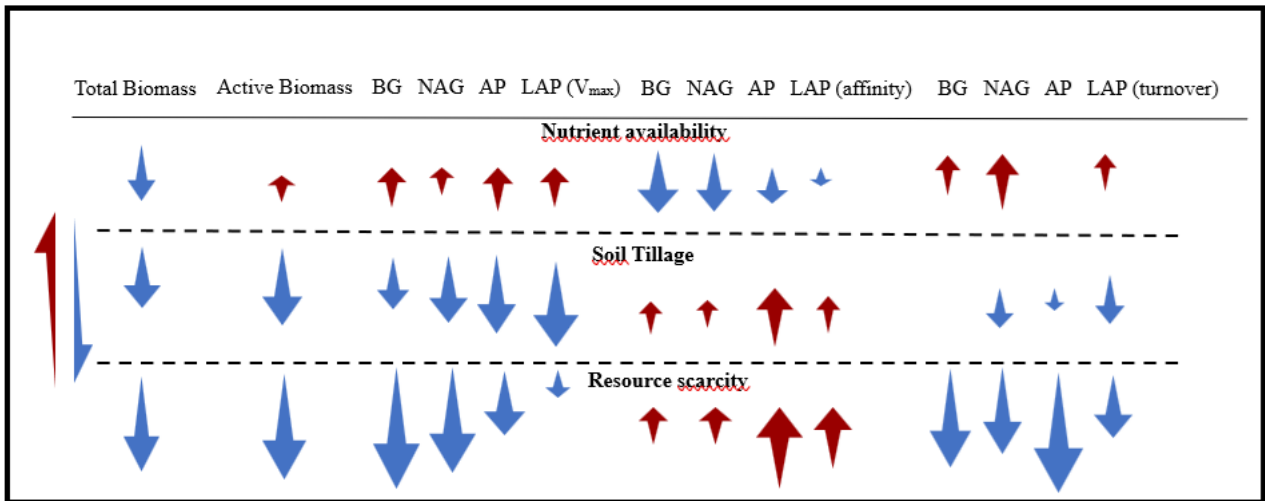 Total Biomass Active Biomass BG NAG AP LAP (Vmax) BG NAG AP LAP (affinity) BG NAG AP LAP (turnover)
Nutrient availability
Soil Tillage
Resource scarcity